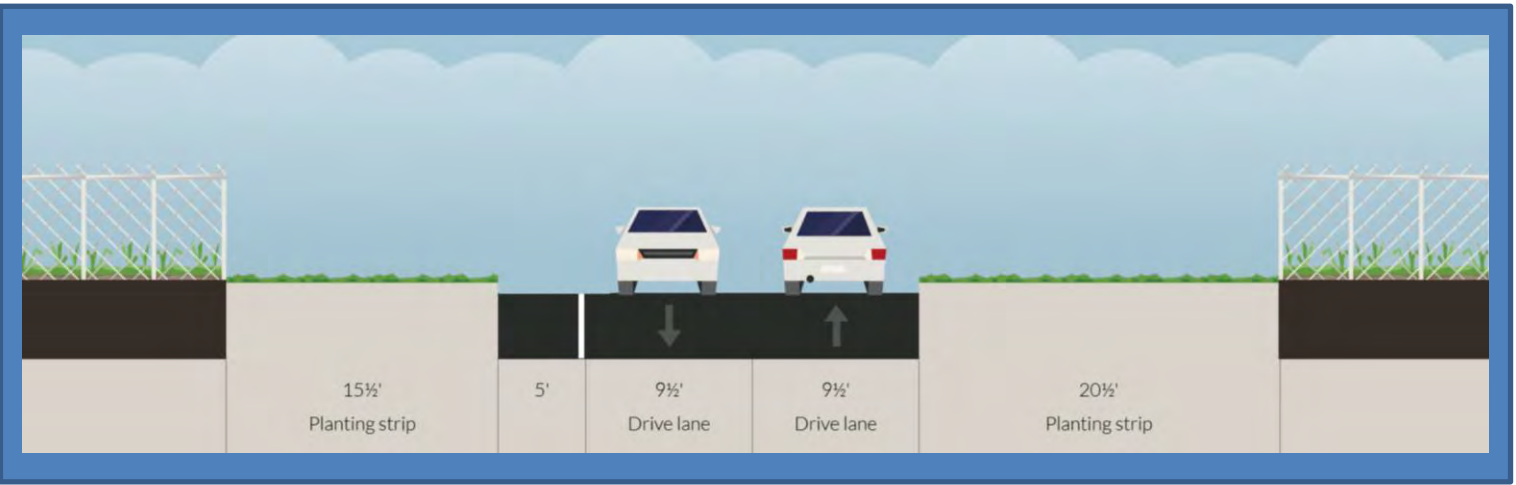 15½' 5' 9½' 9½' 20½'
Planting strip Drive lane Drive lane Planting strip